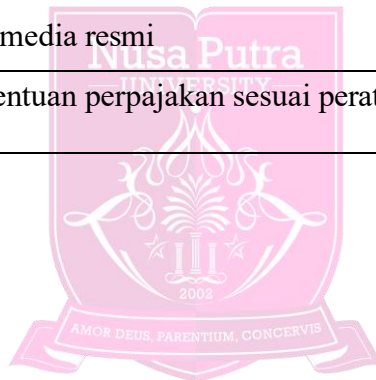 media resmi
Nusa Putra
UNIVERSITY
entuan perpajakan sesuai perat
2002
AMOR DEUS, PARENTIUM, CONCERVIS